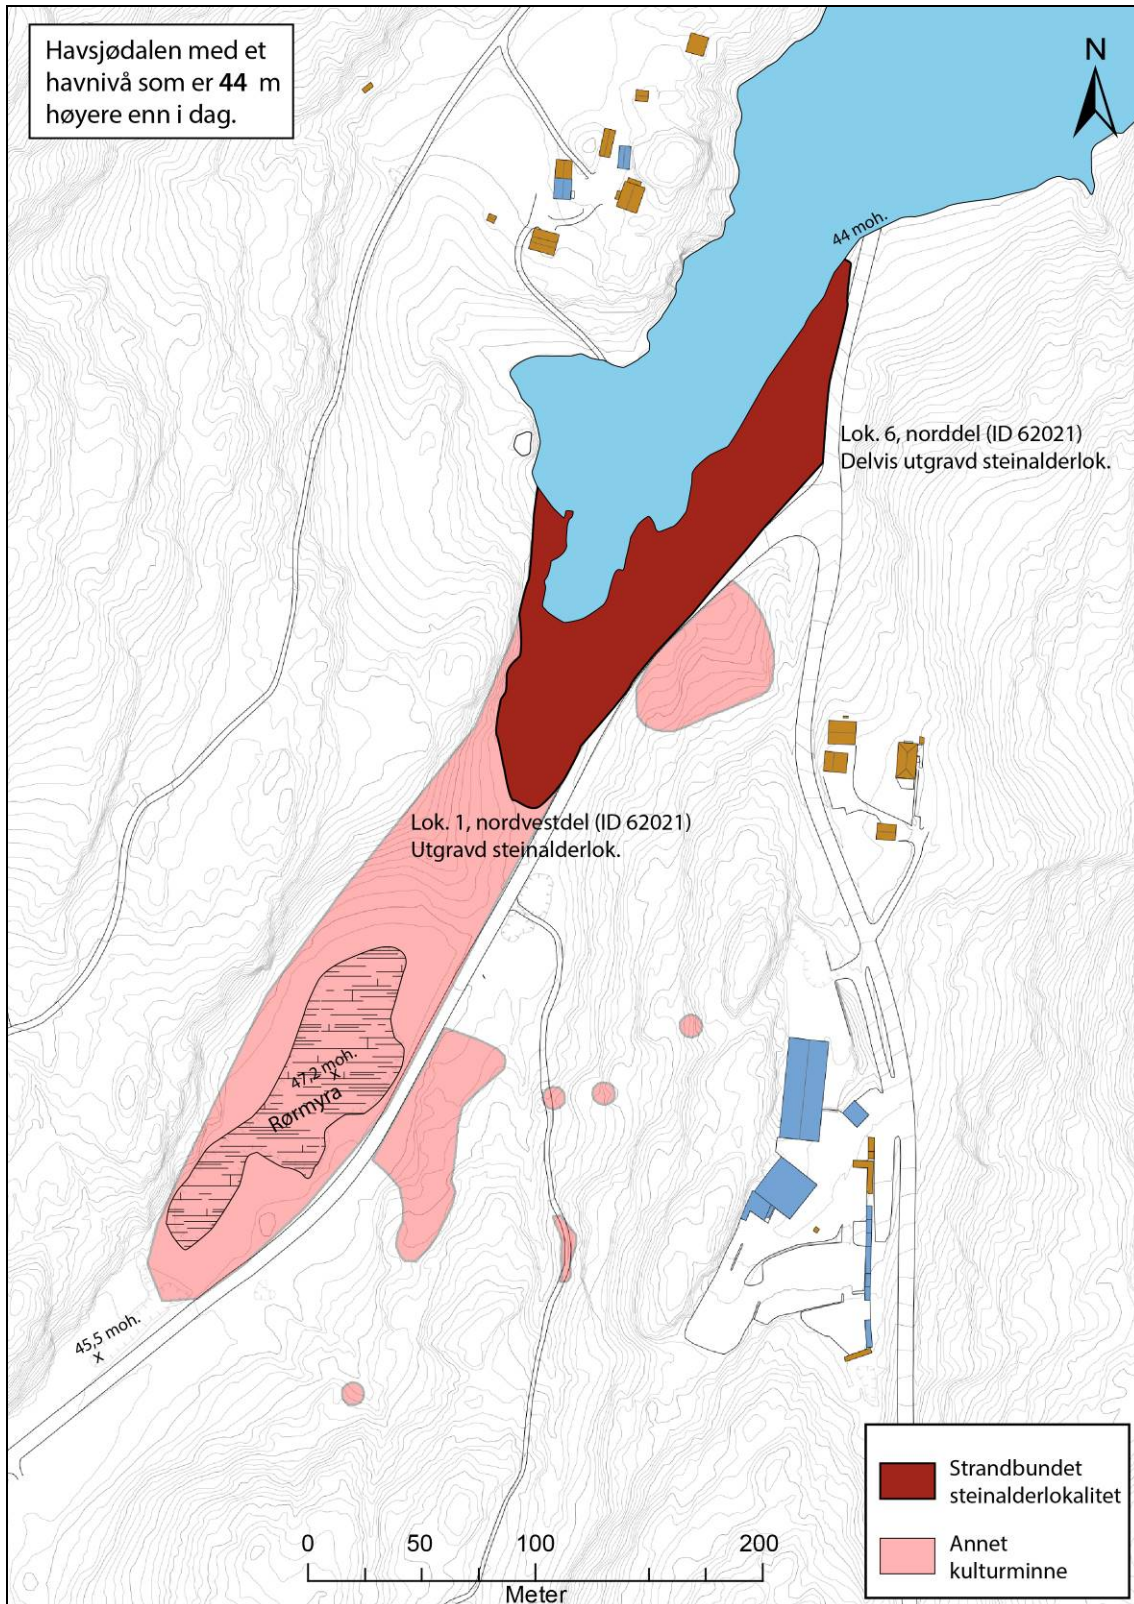 Havsjødalen med et
havnivå som er 44 m
høyere enn i dag.
N
44 moh.
Lok. 6, norddel (ID 62021)
Delvis utgravd steinalderlok.
Lok. 1, nordvestdel (ID 62021)
Utgravd steinalderlok.
47,2 moh.
x
Rørmyra
45,5 moh.
x
Strandbundet
steinalderlokalitet
Annet
kulturminne
0 50 100 200
Meter